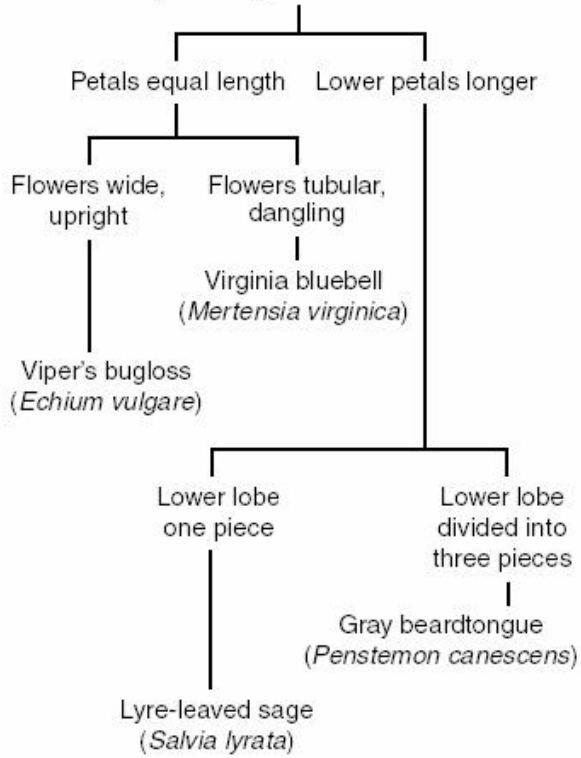 Petals equal length
Lower petals longer
Flowers wide,
upright
Flowers tubular,
dangling
Virginia bluebell
(Mertensia virginica)
Viper's bugloss
(Echium vulgare)
Lower lobe
one piece
Lower lobe
divided into
three pieces
Gray beardtongue
(Penstemon canescens)
Lyre-leaved sage
(Salvia lyrata)